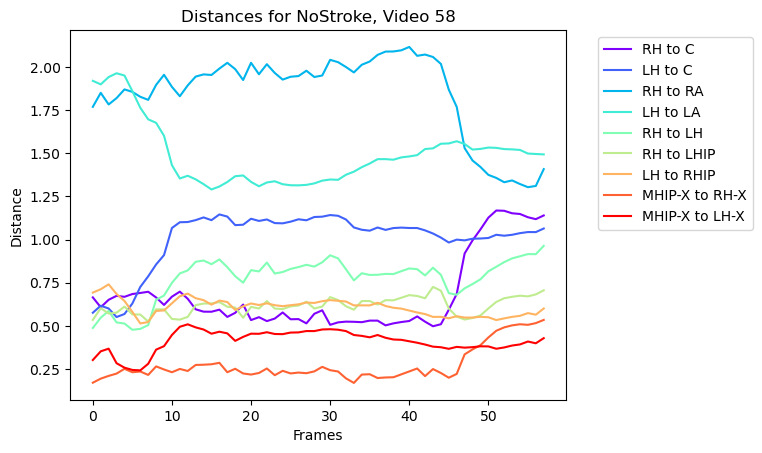 Distances for NoStroke, Video 58
Distance
2.00
1.75
1.50
1.25
1.00
0.75
0.50
0.25
0
10
20
30
40
50
Frames
RH to C
LH to C
RH to RA
LH to LA
RH to LH
RH to LHIP
LH to RHIP
MHIP-X to RH-X
MHIP-X to LH-X